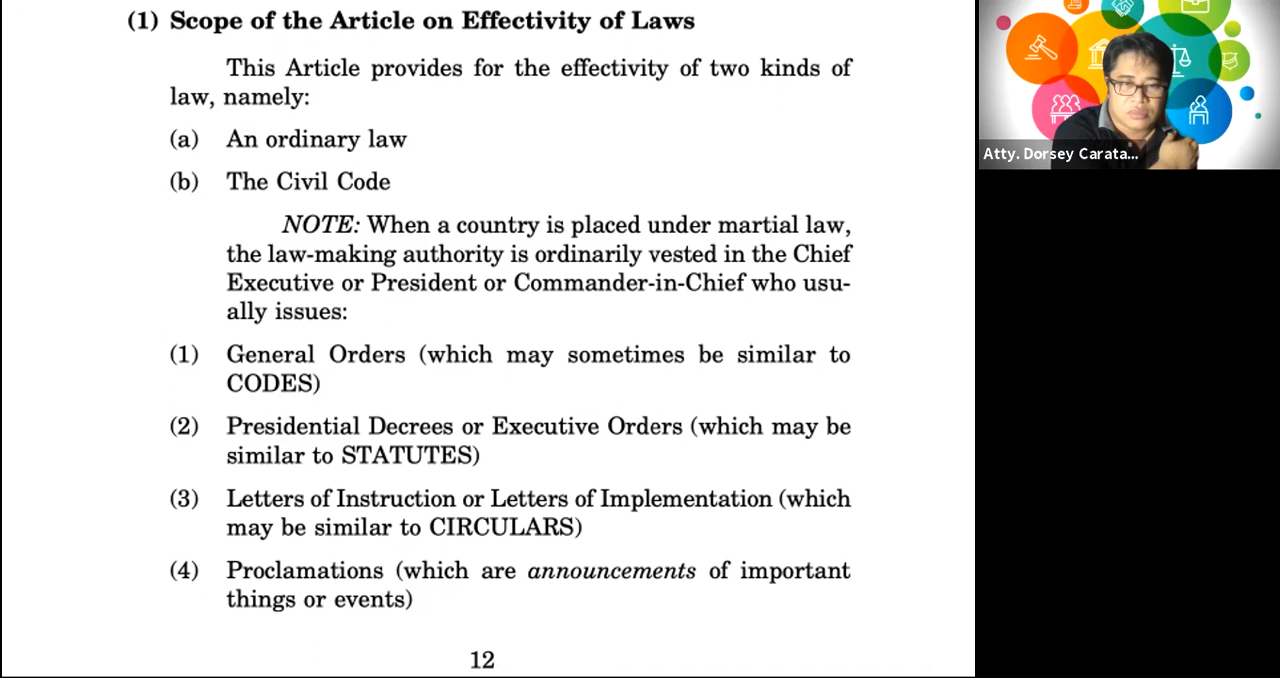 (1) Scope of the Article on Effectivity of Laws
This Article provides for the effectivity of two kinds of
law, namely:
(a) An ordinary law
(b) The Civil Code
NOTE: When a country is placed under martial law,
the law-making authority is ordinarily vested in the Chief
Executive or President or Commander-in-Chief who usu-
ally issues:
(1) General Orders (which may sometimes be similar to
CODES)
(2) Presidential Decrees or Executive Orders (which may be
similar to STATUTES)
(3) Letters of Instruction or Letters of Implementation (which
may be similar to CIRCULARS)
(4) Proclamations (which are announcements of important
things or events)
12
Atty. Dorsey Carata...